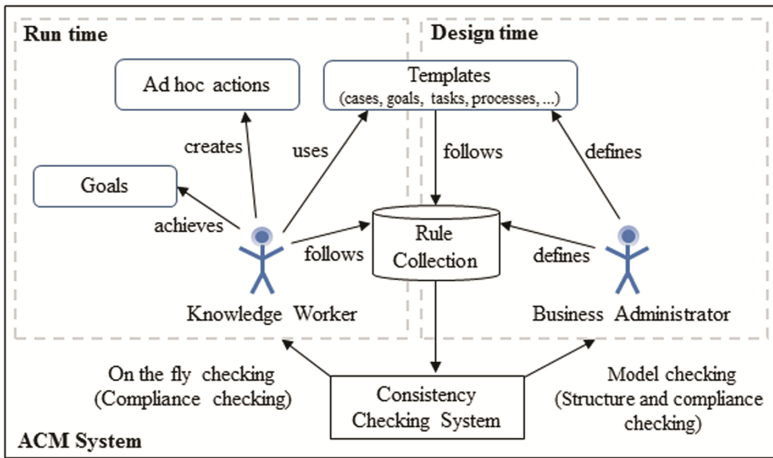 Run time
Design time
Ad hoc actions
Templates
(cases, goals, tasks, processes, ...)
creates
uses
follows
defines
Goals
achieves
follows
Rule
Collection
defines
Knowledge Worker
Business Administrator
On the fly checking
(Compliance checking)
Consistency
Checking System
Model checking
(Structure and compliance
checking)
ACM System